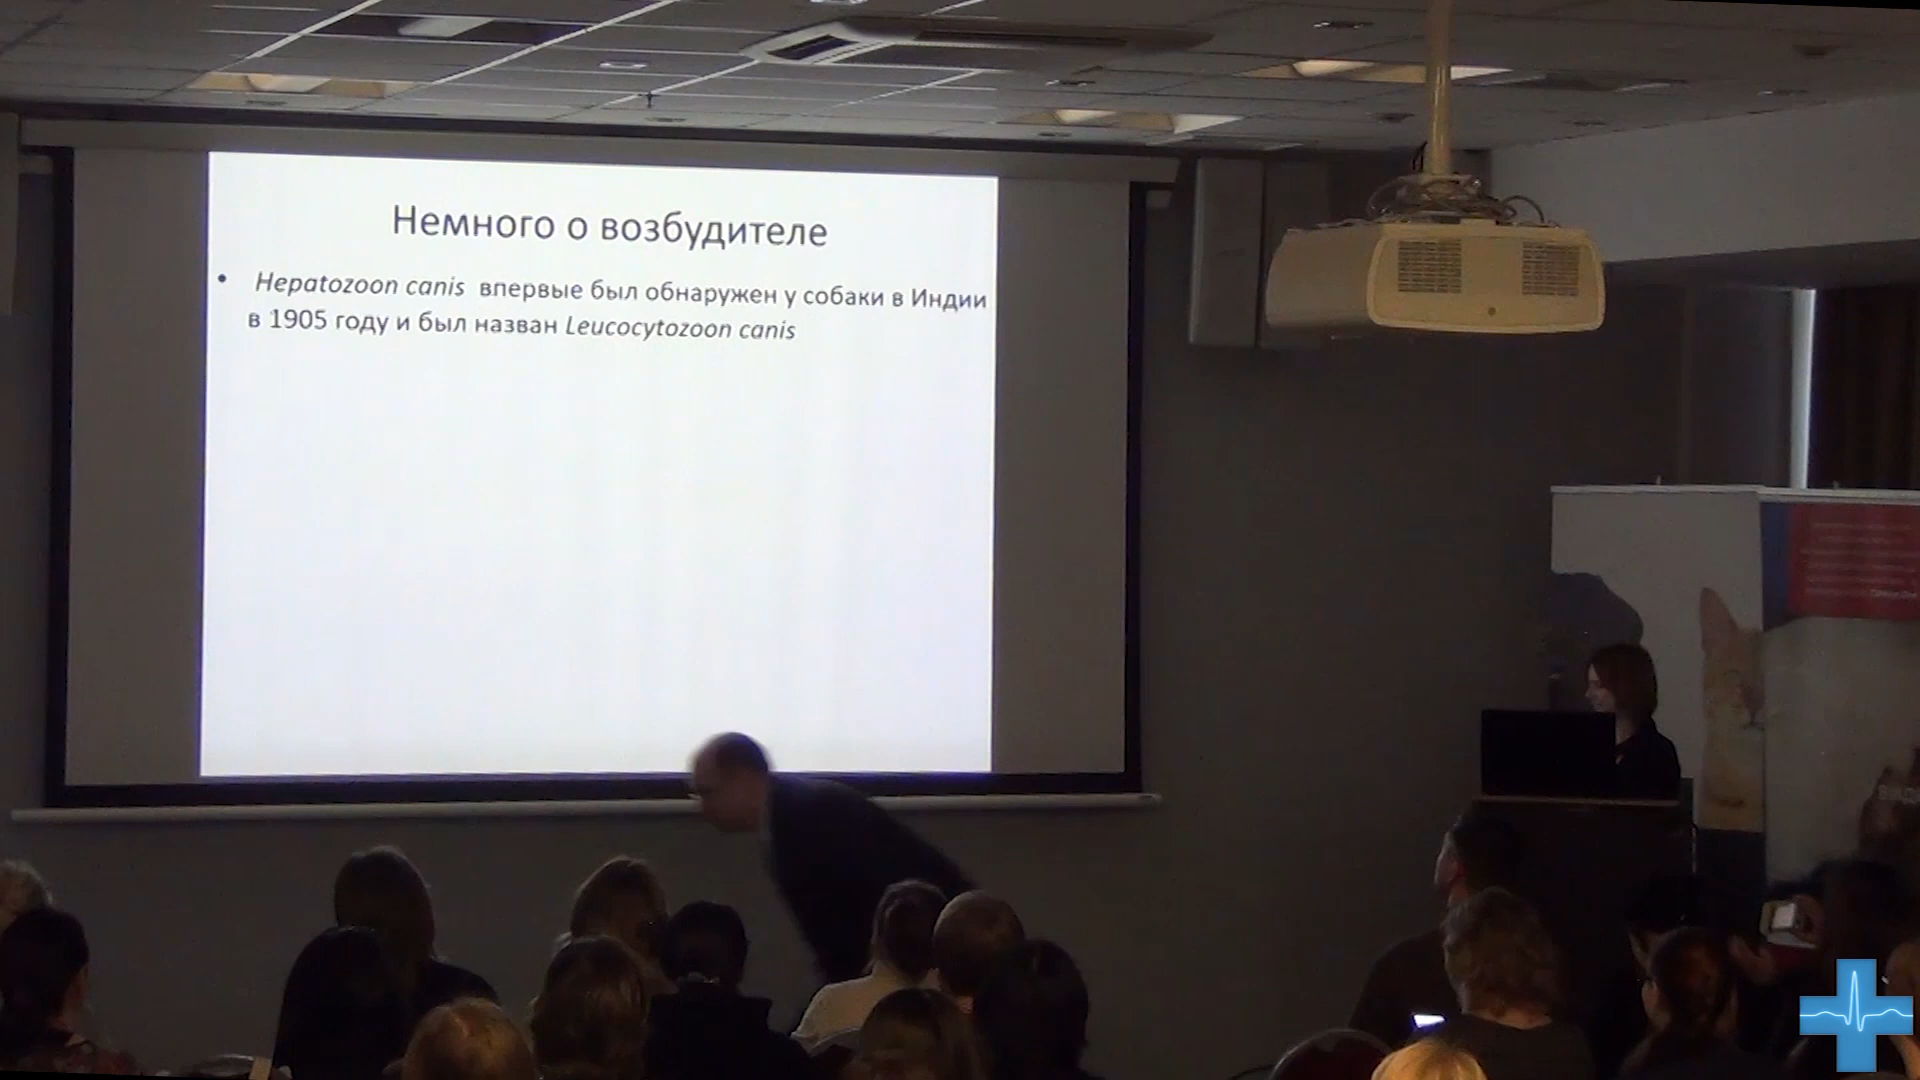 Немного о возбудителе
• Hepatozoon canis впервые был обнаружен у собаки в Индии
в 1905 году и был назван Leucocytozoon canis